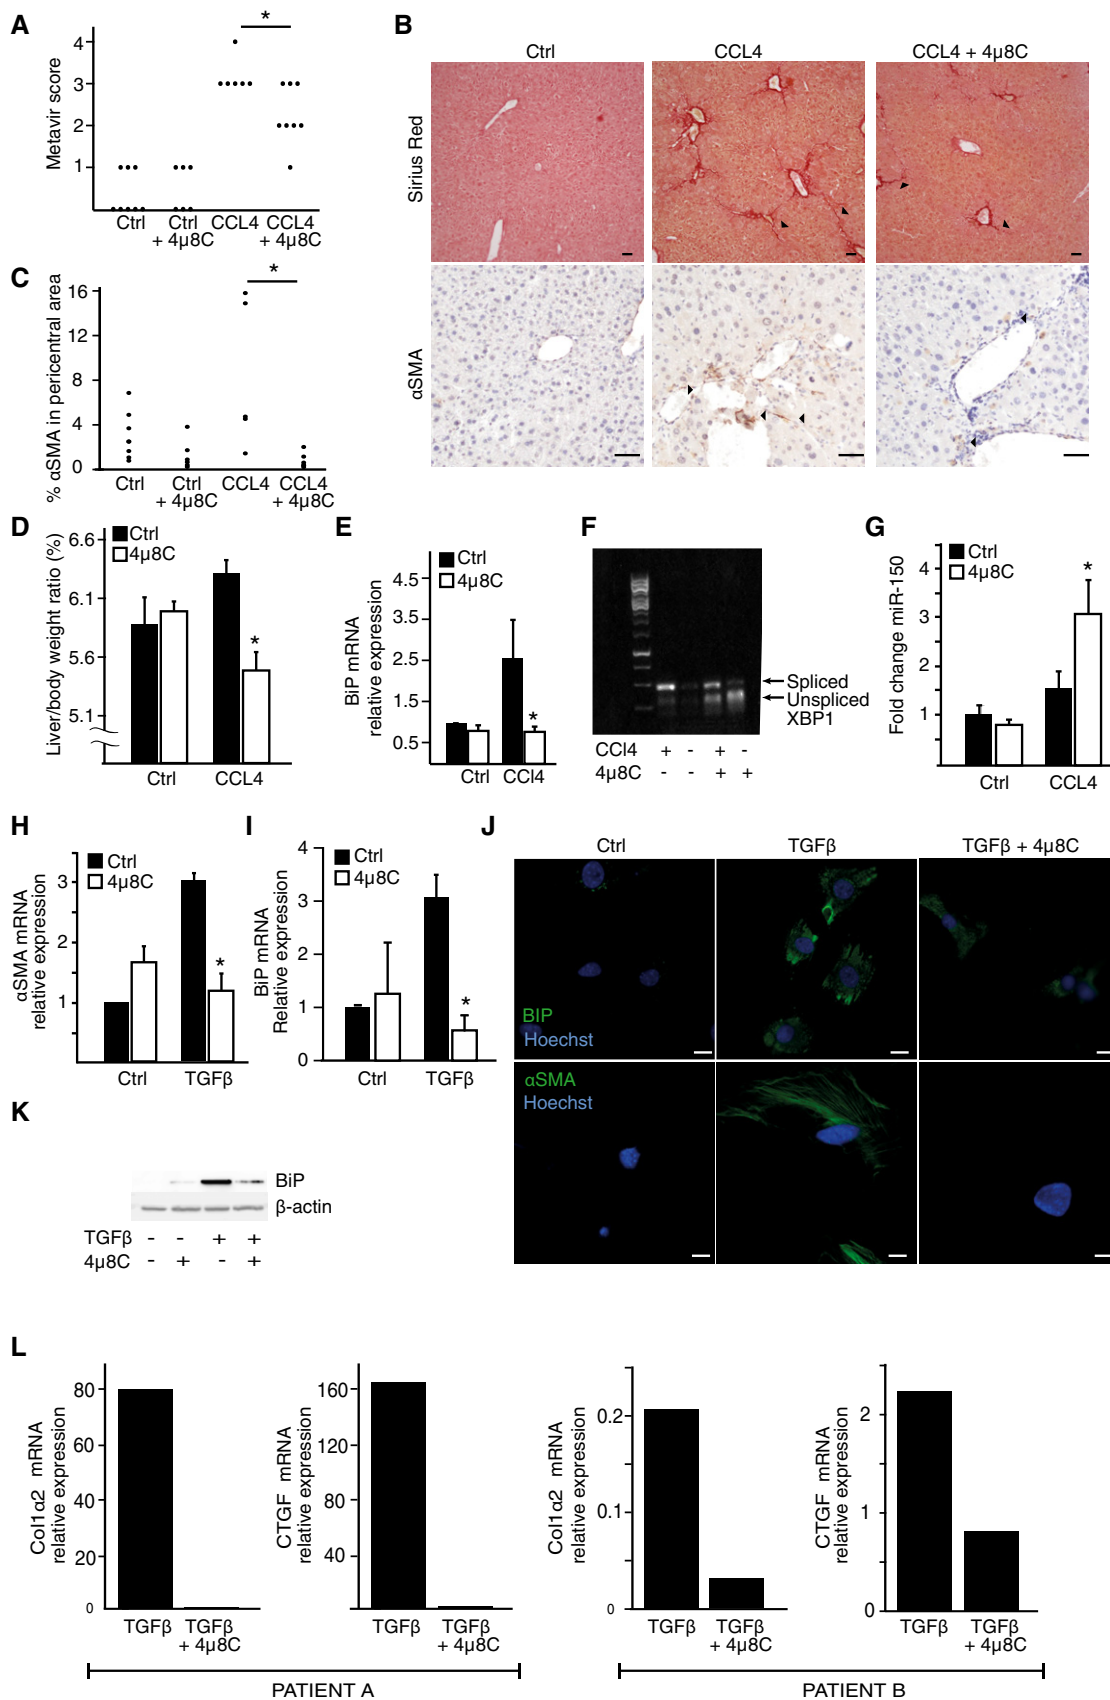 A
*
Metavir score
4
3
2
1
Ctrl
Ctrl
+ 4µ8C
CCL4
CCL4
+ 4µ8C
B
Ctrl
CCL4
CCL4 + 4µ8C
Sirius Red
αSMA
C
*
% αSMA in pericentral area
16
12
8
4
0
Ctrl
Ctrl
+ 4µ8C
CCL4
CCL4
+ 4µ8C
D
Ctrl
4µ8C
Liver/body weight ratio (%)
6.6
6.1
5.6
5.1
*
Ctrl
CCL4
E
Ctrl
4µ8C
BiP mRNA
relative expression
4.5
3.5
2.5
1.5
0.5
*
Ctrl
CCl4
F
Spliced
Unspliced
XBP1
CCl4 + - + -
4µ8C - - + +
G
Ctrl
4µ8C
Fold change miR-150
4
3
2
1
*
Ctrl
CCL4
H
Ctrl
4µ8C
αSMA mRNA
relative expression
3
2
1
*
Ctrl
TGFβ
I
Ctrl
4µ8C
BiP mRNA
Relative expression
4
3
2
1
0
*
Ctrl
TGFβ
J
Ctrl
TGFβ
TGFβ + 4µ8C
BIP
Hoechst
αSMA
Hoechst
K
BiP
β-actin
TGFβ - - + +
4µ8C - + - +
L
Col1α2 mRNA
relative expression
80
60
40
20
0
TGFβ
TGFβ
+ 4µ8C
CTGF mRNA
relative expression
160
120
80
40
TGFβ
TGFβ
+ 4µ8C
PATIENT A
Col1α2 mRNA
relative expression
0.2
0.1
0
TGFβ
TGFβ
+ 4µ8C
CTGF mRNA
relative expression
2
1
0
TGFβ
TGFβ
+ 4µ8C
PATIENT B